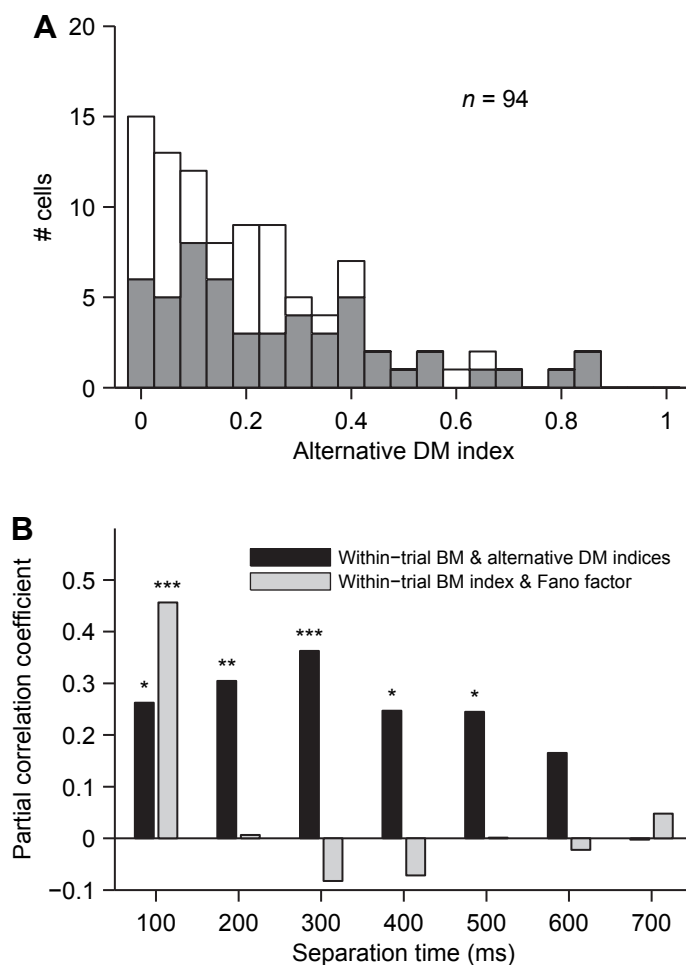 A
20
15
10
5
0
# cells
n = 94
0 0.2 0.4 0.6 0.8 1
Alternative DM index
B
Partial correlation coefficient
0.5
0.4
0.3
0.2
0.1
0
−0.1
Within−trial BM & alternative DM indices
Within−trial BM index & Fano factor
* *** ** *** * *
100 200 300 400 500 600 700
Separation time (ms)